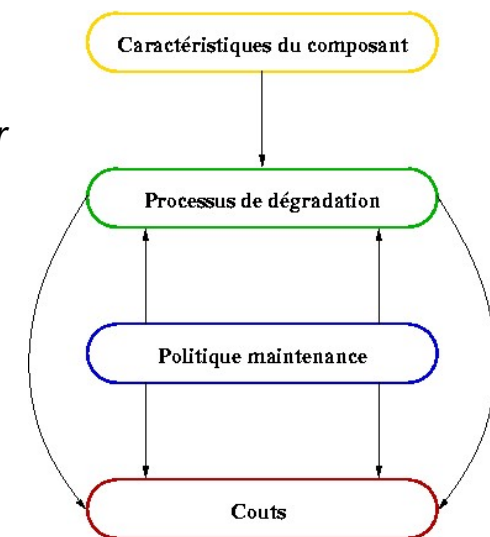 Caractéristiques du composant
r
Processus de dégradation
Politique maintenance
Couts